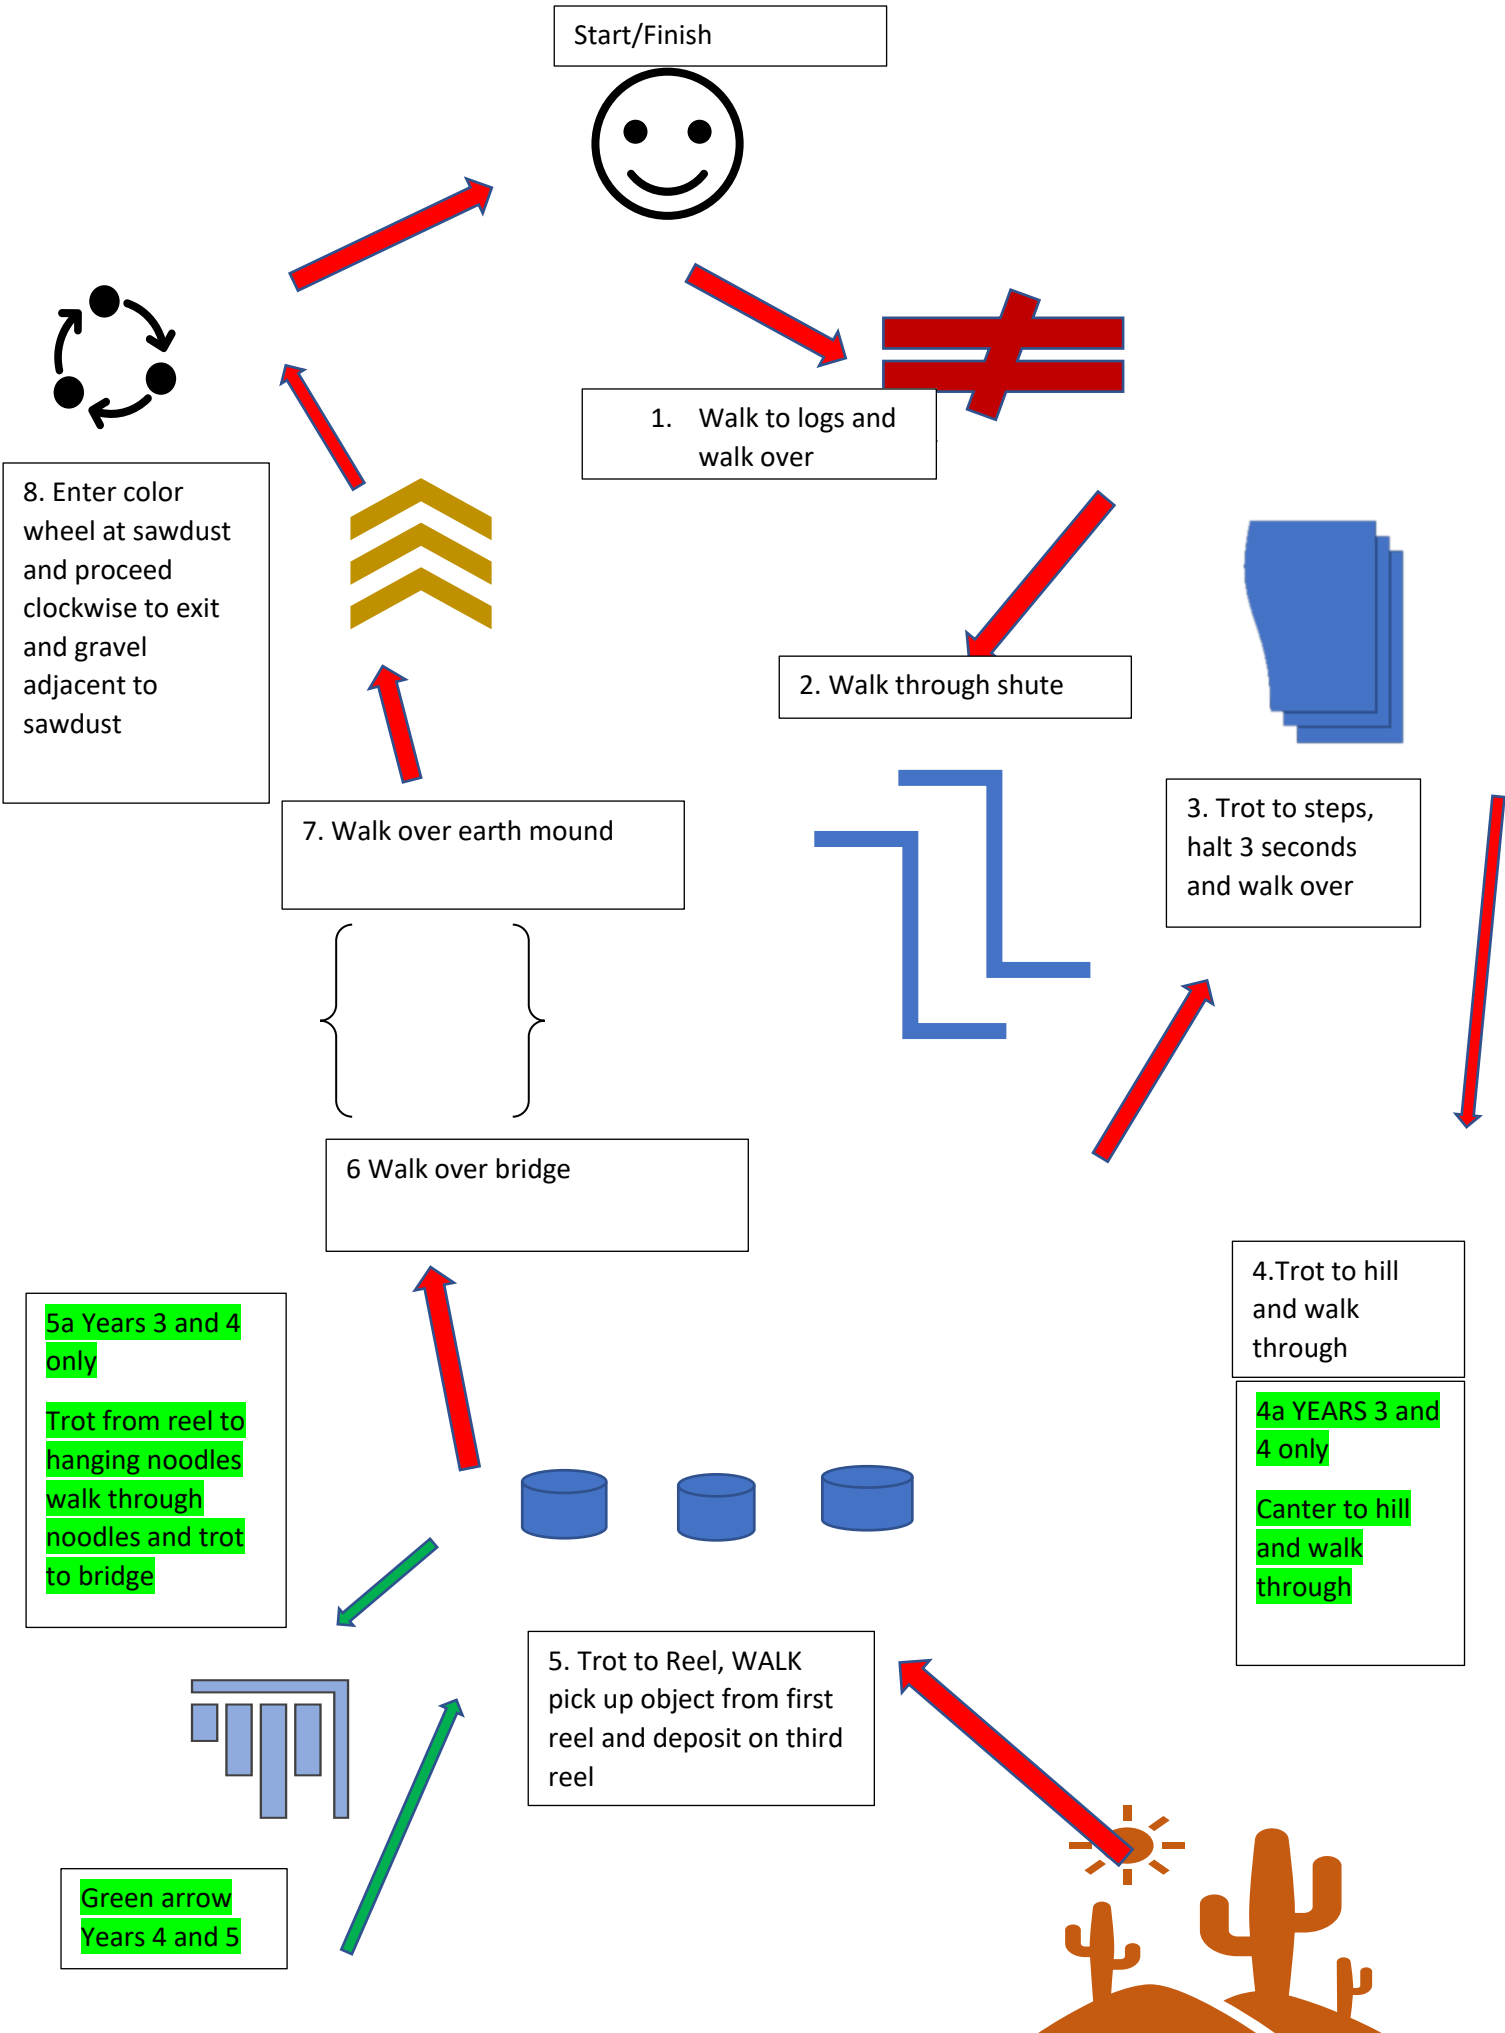 Start/Finish
1. Walk to logs and
walk over
2. Walk through shute
3. Trot to steps,
halt 3 seconds
and walk over
4.Trot to hill
and walk
through
4a YEARS 3 and
4 only
Canter to hill
and walk
through
5. Trot to Reel, WALK
pick up object from first
reel and deposit on third
reel
5a Years 3 and 4
only
Trot from reel to
hanging noodles
walk through
noodles and trot
to bridge
Green arrow
Years 4 and 5
6 Walk over bridge
7. Walk over earth mound
8. Enter color
wheel at sawdust
and proceed
clockwise to exit
and gravel
adjacent to
sawdust